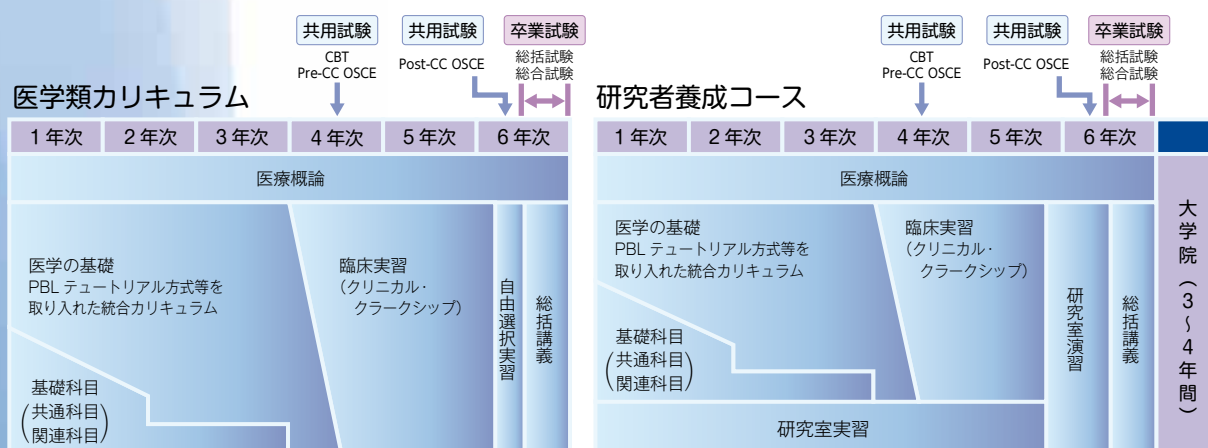 共用試験
CBT
Pre-CC OSCE
共用試験
Post-CC OSCE
卒業試験
総括試験
総合試験
医学類カリキュラム
1年次
2年次
3年次
4年次
5年次
6年次
医療概論
医学の基礎
PBL テュートリアル方式等を
取り入れた統合カリキュラム
臨床実習
(クリニカル・
クラークシップ)
自由選択実習
総括講義
基礎科目
(共通科目
関連科目)
共用試験
CBT
Pre-CC OSCE
共用試験
Post-CC OSCE
卒業試験
総括試験
総合試験
研究者養成コース
1年次
2年次
3年次
4年次
5年次
6年次
医療概論
医学の基礎
PBL テュートリアル方式等を
取り入れた統合カリキュラム
臨床実習
(クリニカル・
クラークシップ)
研究室演習
総括講義
基礎科目
(共通科目
関連科目)
研究室実習
大学院(3〜4年間)